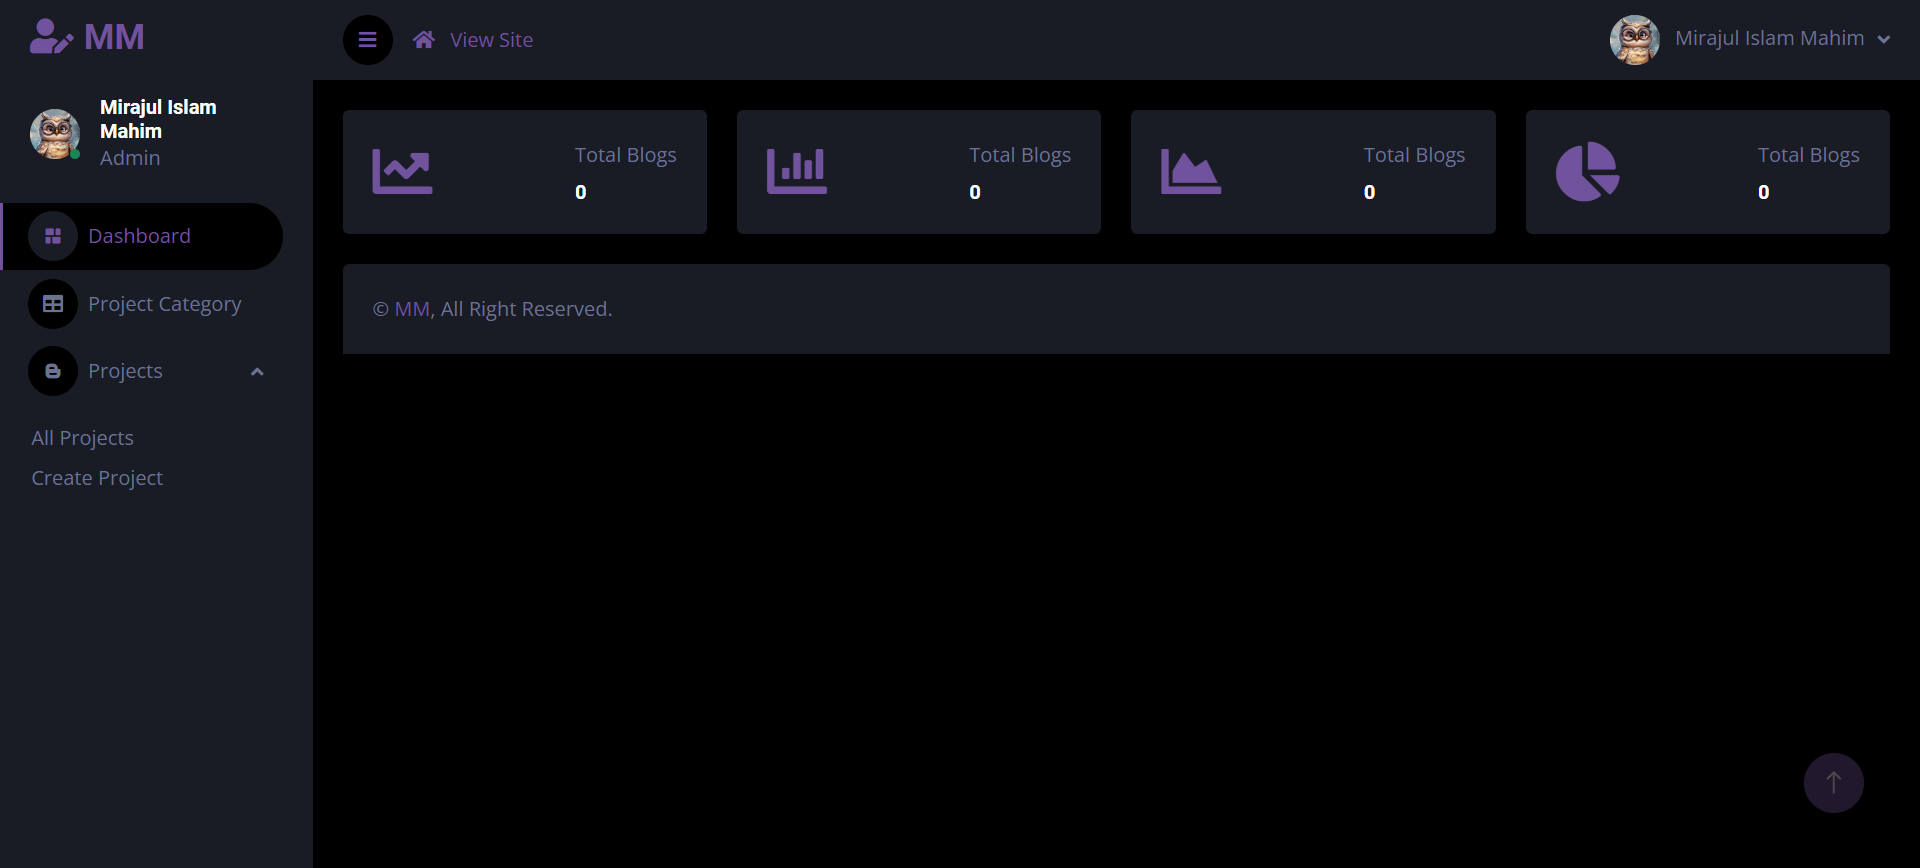 MM
View Site
Mirajul Islam Mahim
Mirajul Islam
Mahim
Admin
Dashboard
Project Category
Projects
All Projects
Create Project
Total Blogs
0
Total Blogs
0
Total Blogs
0
Total Blogs
0
© MM, All Right Reserved.